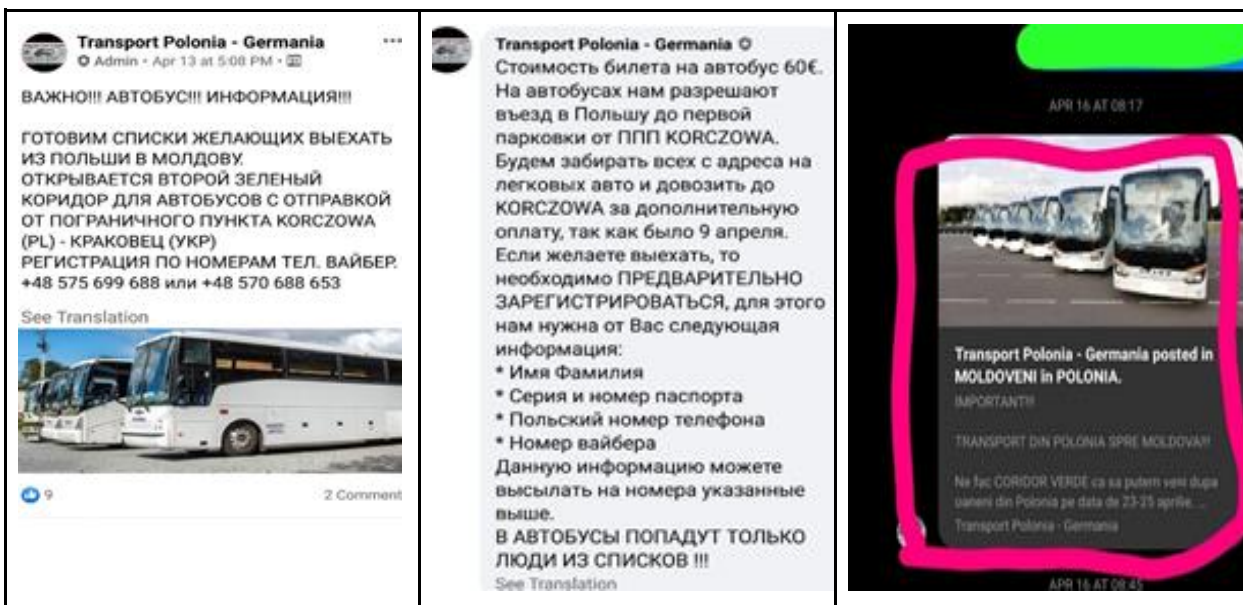 Transport Polonia - Germania
Admin • Apr 13 at 5:08 PM •
ВАЖНО!!! АВТОБУС!!! ИНФОРМАЦИЯ!!!
ГОТОВИМ СПИСКИ ЖЕЛАЮЩИХ ВЫЕХАТЬ
ИЗ ПОЛЬШИ В МОЛДОВУ.
ОТКРЫВАЕТСЯ ВТОРОЙ ЗЕЛЕНЫЙ
КОРИДОР ДЛЯ АВТОБУСОВ С ОТПРАВКОЙ
ОТ ПОГРАНИЧНОГО ПУНКТА KORCZOWA
(PL) - КРАКОВЕЦ (УКР)
РЕГИСТРАЦИЯ ПО НОМЕРАМ ТЕЛ. ВАЙБЕР.
+48 575 699 688 или +48 570 688 653
See Translation
9
2 Comment
Transport Polonia - Germania
Стоимость билета на автобус 60€.
На автобусах нам разрешают
въезд в Польшу до первой
парковки от ППП KORCZOWA.
Будем забирать всех с адреса на
легковых авто и довозить до
KORCZOWA за дополнительную
оплату, так как было 9 апреля.
Если желаете выехать, то
необходимо ПРЕДВАРИТЕЛЬНО
ЗАРЕГИСТРИРОВАТЬСЯ, для этого
нам нужна от Вас следующая
информация:
* Имя Фамилия
* Серия и номер паспорта
* Польский номер телефона
* Номер вайбера
Данную информацию можете
высылать на номера указанные
выше.
В АВТОБУСЫ ПОПАДУТ ТОЛЬКО
ЛЮДИ ИЗ СПИСКОВ !!!
See Translation
APR 16 AT 08:17
Transport Polonia - Germania posted in
MOLDOVENI in POLONIA.
IMPORTANT!!!
TRANSPORT DIN POLONIA SPRE MOLDOVA!!!
Ne fac CORIDOR VERDE ca sa putem veni dupa
oameni din Polonia pe data de 23-25 aprilie. ...
Transport Polonia - Germania
APR 16 AT 08:45